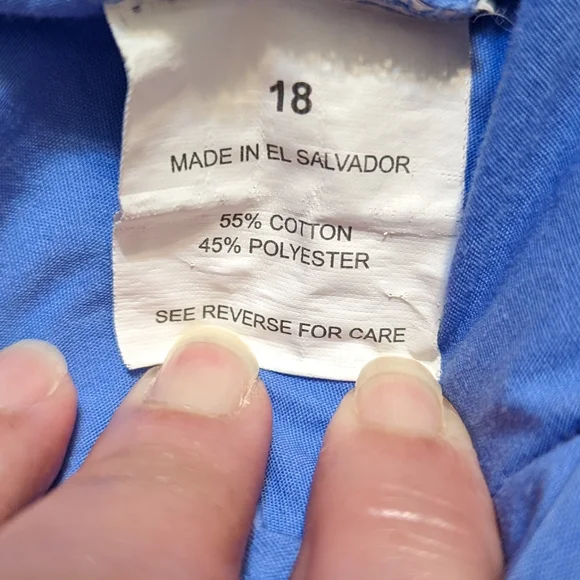 18
MADE IN EL SALVADOR
55% COTTON
45% POLYESTER
SEE REVERSE FOR CARE